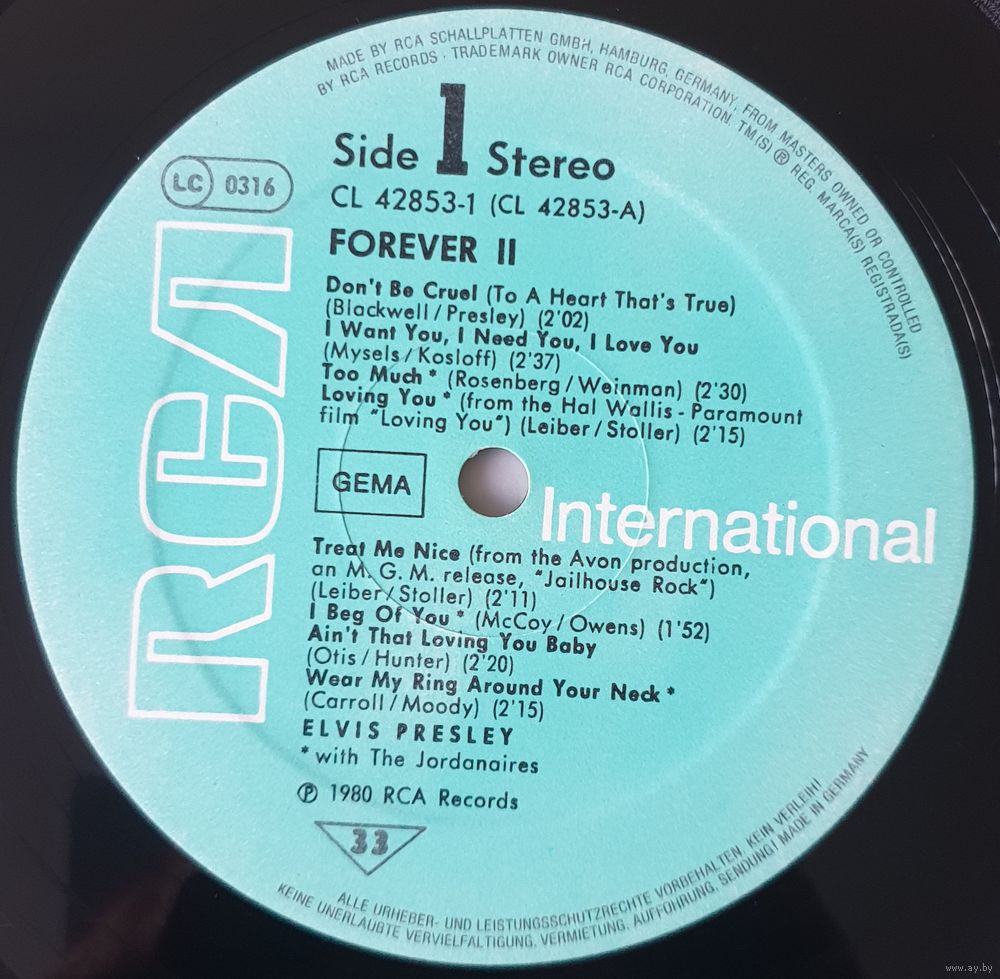 MADE BY RCA SCHALLPLATTEN GMBH, HAMBURG, GERMANY, FROM MASTERS OWNED OR CONTROLLED
BY RCA RECORDS · TRADEMARK OWNER RCA CORPORATION. TM(S) ® REG. MARCA(S) REGISTRADA(S)
Side 1 Stereo
LC 0316
CL 42853-1 (CL 42853-A)
FOREVER II
RCA
Don't Be Cruel (To A Heart That's True)
(Blackwell/Presley) (2'02)
I Want You, I Need You, I Love You
(Mysels/Kosloff) (2'37)
Too Much* (Rosenberg/Weinman) (2'30)
Loving You* (from the Hal Wallis-Paramount
film "Loving You") (Leiber/Stoller) (2'15)
GEMA
International
Treat Me Nice (from the Avon production,
an M. G. M. release, "Jailhouse Rock")
(Leiber/Stoller) (2'11)
I Beg Of You* (McCoy/Owens) (1'52)
Ain't That Loving You Baby
(Otis/Hunter) (2'20)
Wear My Ring Around Your Neck*
(Carroll/Moody) (2'15)
ELVIS PRESLEY
*with The Jordanaires
℗ 1980 RCA Records
33
ALLE URHEBER- UND LEISTUNGSSCHUTZRECHTE VORBEHALTEN. KEIN VERLEIH!
KEINE UNERLAUBTE VERVIELFÄLTIGUNG, VERMIETUNG, AUFFÜHRUNG, SENDUNG! MADE IN GERMANY
www.ay.by